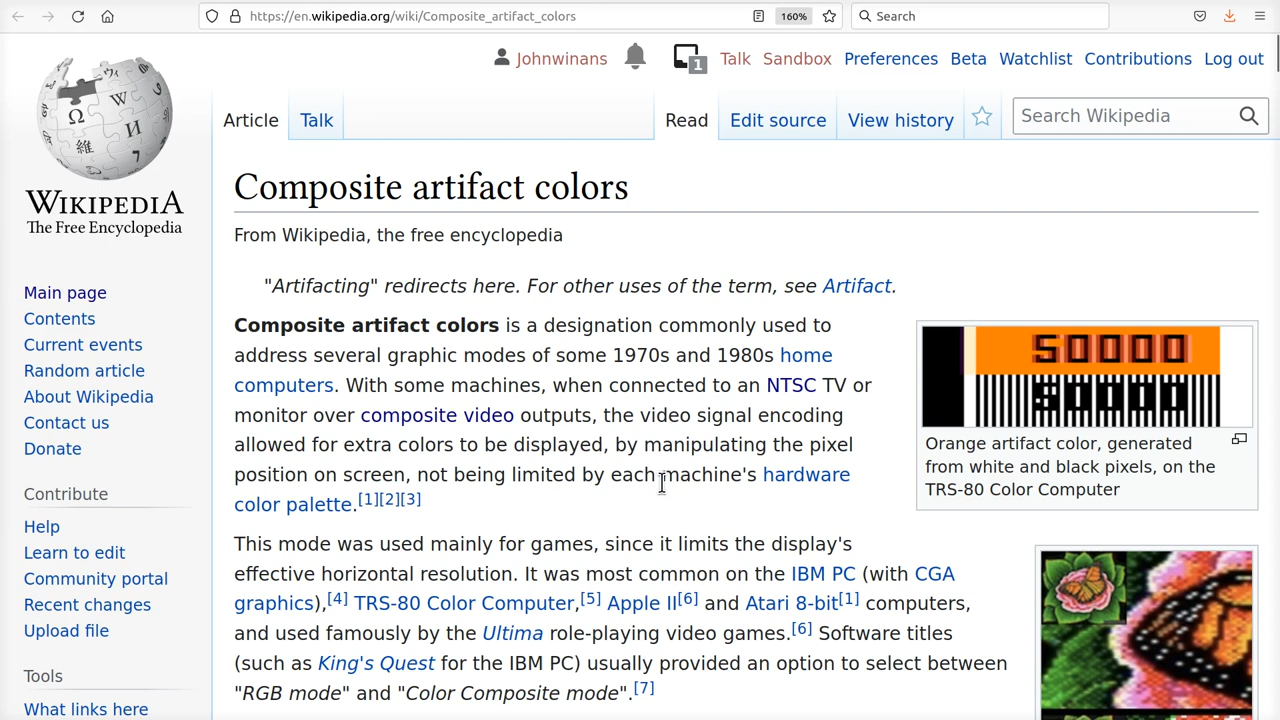 https://en.wikipedia.org/wiki/Composite_artifact_colors
160%
Search
Johnwinans
1
Talk
Sandbox
Preferences
Beta
Watchlist
Contributions
Log out
Article
Talk
Read
Edit source
View history
Search Wikipedia
WIKIPEDIA
The Free Encyclopedia
Main page
Contents
Current events
Random article
About Wikipedia
Contact us
Donate
Contribute
Help
Learn to edit
Community portal
Recent changes
Upload file
Tools
What links here
Composite artifact colors
From Wikipedia, the free encyclopedia
"Artifacting" redirects here. For other uses of the term, see Artifact.
Composite artifact colors is a designation commonly used to
address several graphic modes of some 1970s and 1980s home
computers. With some machines, when connected to an NTSC TV or
monitor over composite video outputs, the video signal encoding
allowed for extra colors to be displayed, by manipulating the pixel
position on screen, not being limited by each machine's hardware
color palette.[1][2][3]
50000
50000
Orange artifact color, generated
from white and black pixels, on the
TRS-80 Color Computer
This mode was used mainly for games, since it limits the display's
effective horizontal resolution. It was most common on the IBM PC (with CGA
graphics),[4] TRS-80 Color Computer,[5] Apple II[6] and Atari 8-bit[1] computers,
and used famously by the Ultima role-playing video games.[6] Software titles
(such as King's Quest for the IBM PC) usually provided an option to select between
"RGB mode" and "Color Composite mode".[7]